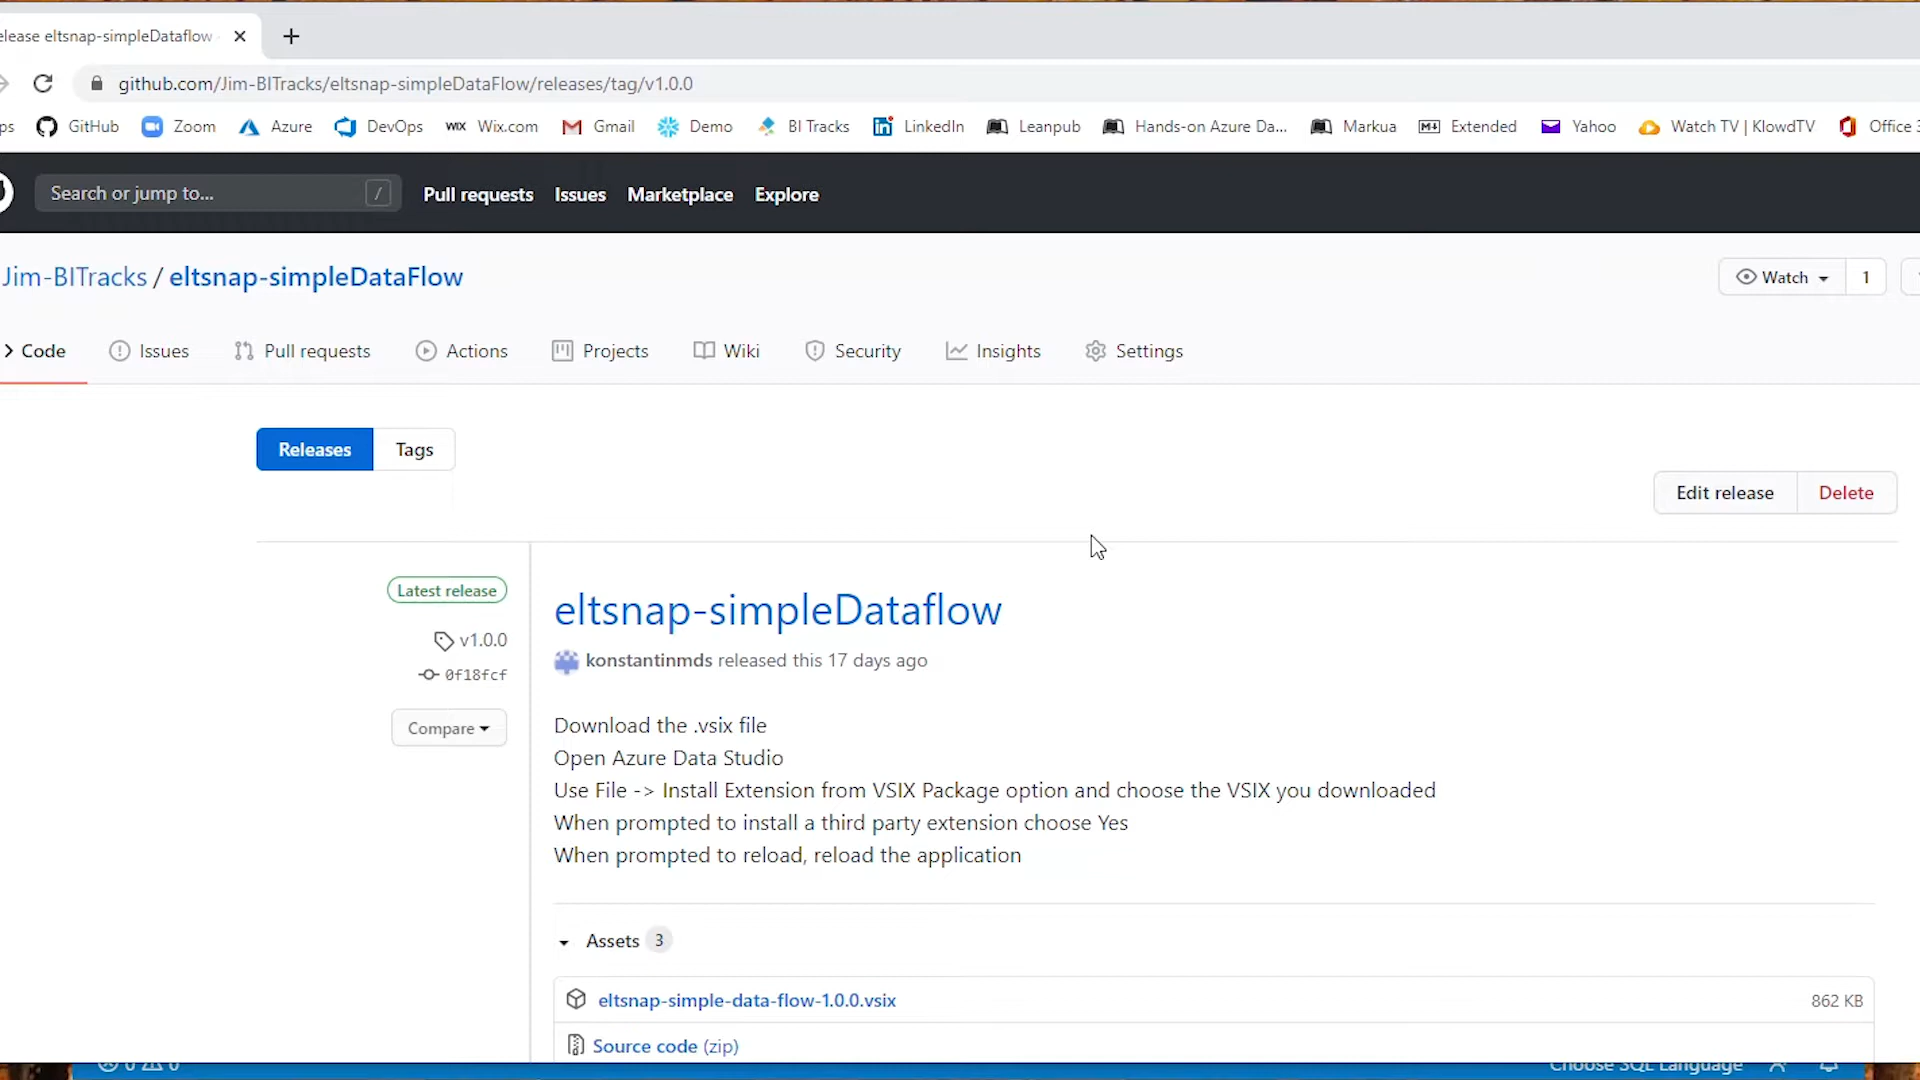 elease eltsnap-simpleDataflow
github.com/Jim-BITracks/eltsnap-simpleDataFlow/releases/tag/v1.0.0
ps GitHub Zoom Azure DevOps WIX Wix.com Gmail Demo BI Tracks LinkedIn Leanpub Hands-on Azure Da... Markua Extended Yahoo Watch TV | KlowdTV Office 3
Search or jump to... / Pull requests Issues Marketplace Explore
Jim-BITracks / eltsnap-simpleDataFlow
Watch 1
Code Issues Pull requests Actions Projects Wiki Security Insights Settings
Releases Tags
Edit release Delete
Latest release
v1.0.0
0f18fcf
Compare
eltsnap-simpleDataflow
konstantinmds released this 17 days ago
Download the .vsix file
Open Azure Data Studio
Use File -> Install Extension from VSIX Package option and choose the VSIX you downloaded
When prompted to install a third party extension choose Yes
When prompted to reload, reload the application
Assets 3
eltsnap-simple-data-flow-1.0.0.vsix 862 KB
Source code (zip)
Choose SQL Language